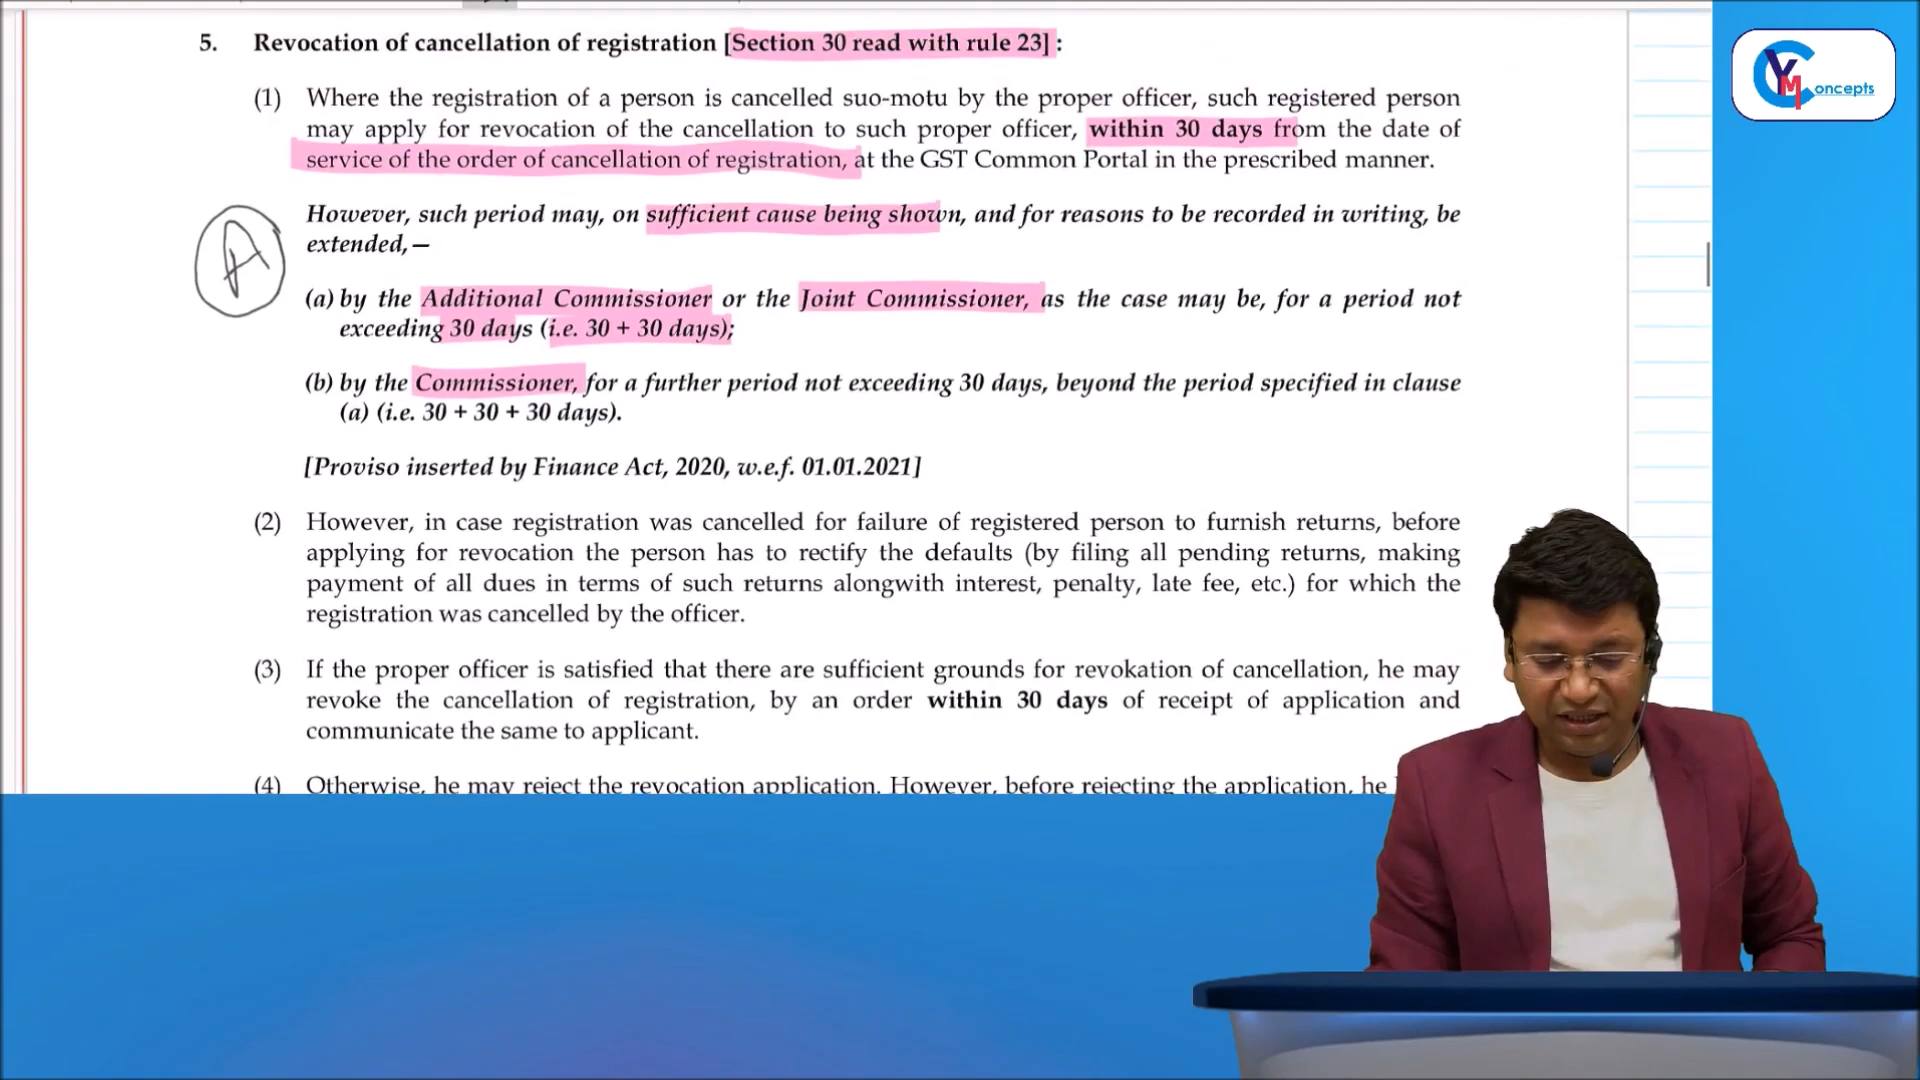 5. Revocation of cancellation of registration [Section 30 read with rule 23] :
(1) Where the registration of a person is cancelled suo-motu by the proper officer, such registered person
may apply for revocation of the cancellation to such proper officer, within 30 days from the date of
service of the order of cancellation of registration, at the GST Common Portal in the prescribed manner.
However, such period may, on sufficient cause being shown, and for reasons to be recorded in writing, be
extended, —
A
(a) by the Additional Commissioner or the Joint Commissioner, as the case may be, for a period not
exceeding 30 days (i.e. 30 + 30 days);
(b) by the Commissioner, for a further period not exceeding 30 days, beyond the period specified in clause
(a) (i.e. 30 + 30 + 30 days).
[Proviso inserted by Finance Act, 2020, w.e.f. 01.01.2021]
(2) However, in case registration was cancelled for failure of registered person to furnish returns, before
applying for revocation the person has to rectify the defaults (by filing all pending returns, making
payment of all dues in terms of such returns alongwith interest, penalty, late fee, etc.) for which the
registration was cancelled by the officer.
(3) If the proper officer is satisfied that there are sufficient grounds for revokation of cancellation, he may
revoke the cancellation of registration, by an order within 30 days of receipt of application and
communicate the same to applicant.
(4) Otherwise, he may reject the revocation application. However, before rejecting the application, he
YM Concepts